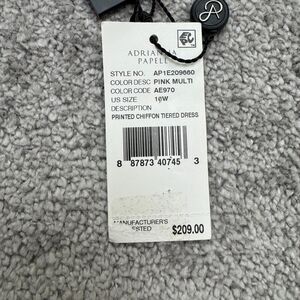 ADRIANNA
PAPELL
STYLE NO. AP1E209660
COLOR DESC PINK MULTI
COLOR CODE AE970
US SIZE 16W
DESCRIPTION
PRINTED CHIFFON TIERED DRESS
8 87873 40745 3
MANUFACTURER'S
$209.00